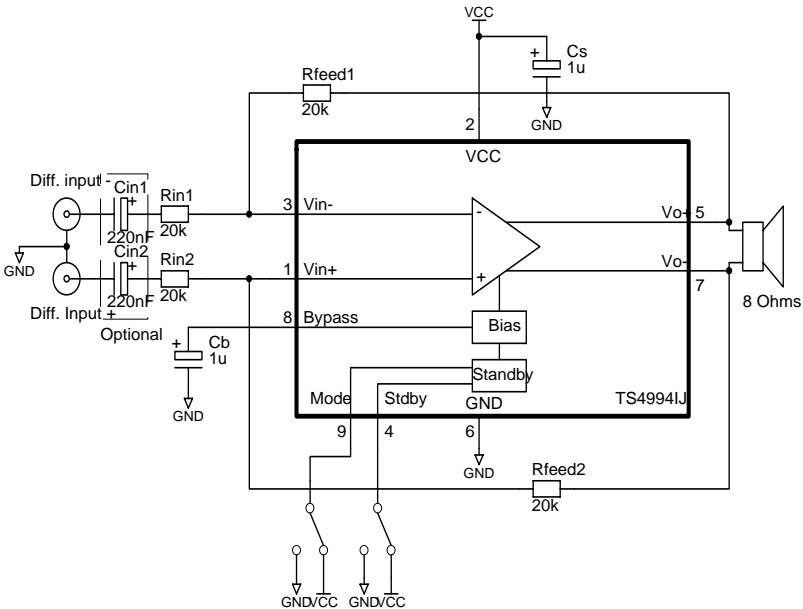 VCC
+
Cs
1u
GND
Rfeed1
20k
2
VCC
Diff. input -
Cin1
+
220nF
Rin1
20k
3
Vin-
-
Vo+
5
GND
Cin2
+
220nF
Rin2
20k
1
Vin+
+
Vo-
7
8 Ohms
Diff. Input +
Optional
8
Bypass
Bias
Cb
+
1u
GND
Standby
Mode
Stdby
GND
TS4994IJ
9
4
6
GND
Rfeed2
20k
GND
VCC
GND
VCC